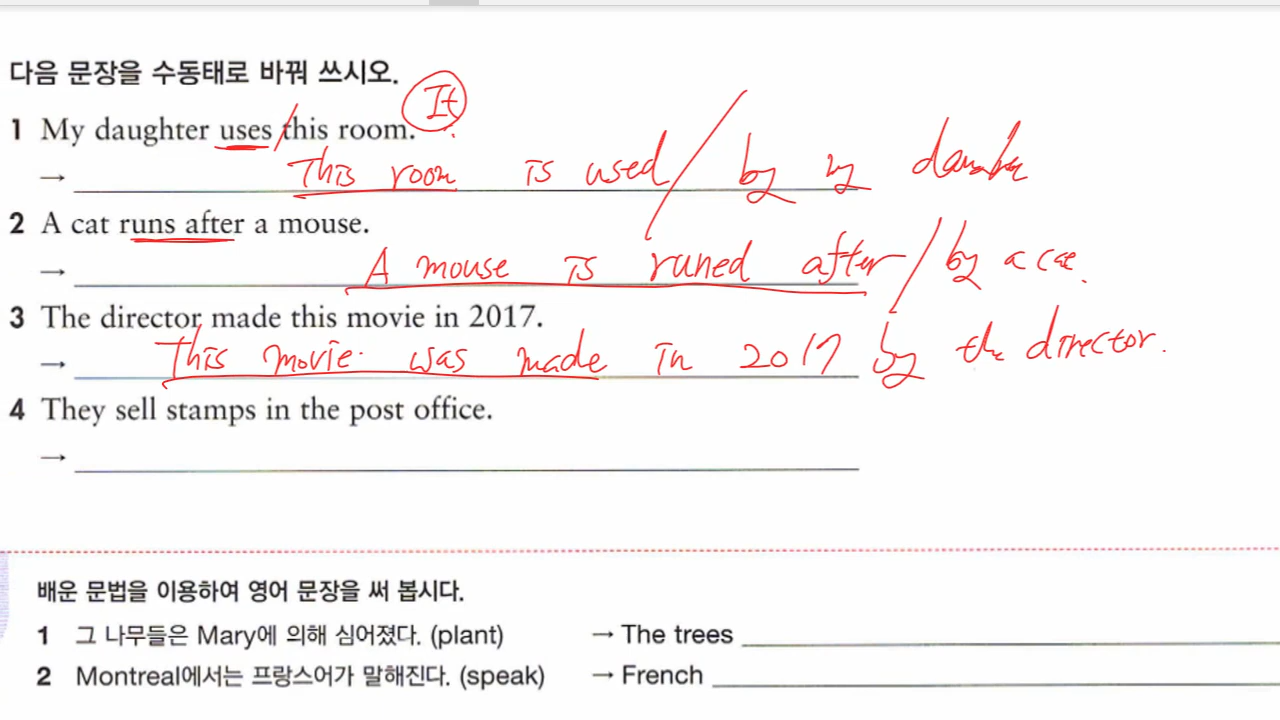 다음 문장을 수동태로 바꿔 쓰시오.
It
1 My daughter uses / this room.
→ This room is used / by my daughter
2 A cat runs after a mouse.
→ A mouse is runed after / by a cat.
3 The director made this movie in 2017.
→ This movie was made in 2017 by the director.
4 They sell stamps in the post office.
→
배운 문법을 이용하여 영어 문장을 써 봅시다.
1 그 나무들은 Mary에 의해 심어졌다. (plant) → The trees
2 Montreal에서는 프랑스어가 말해진다. (speak) → French